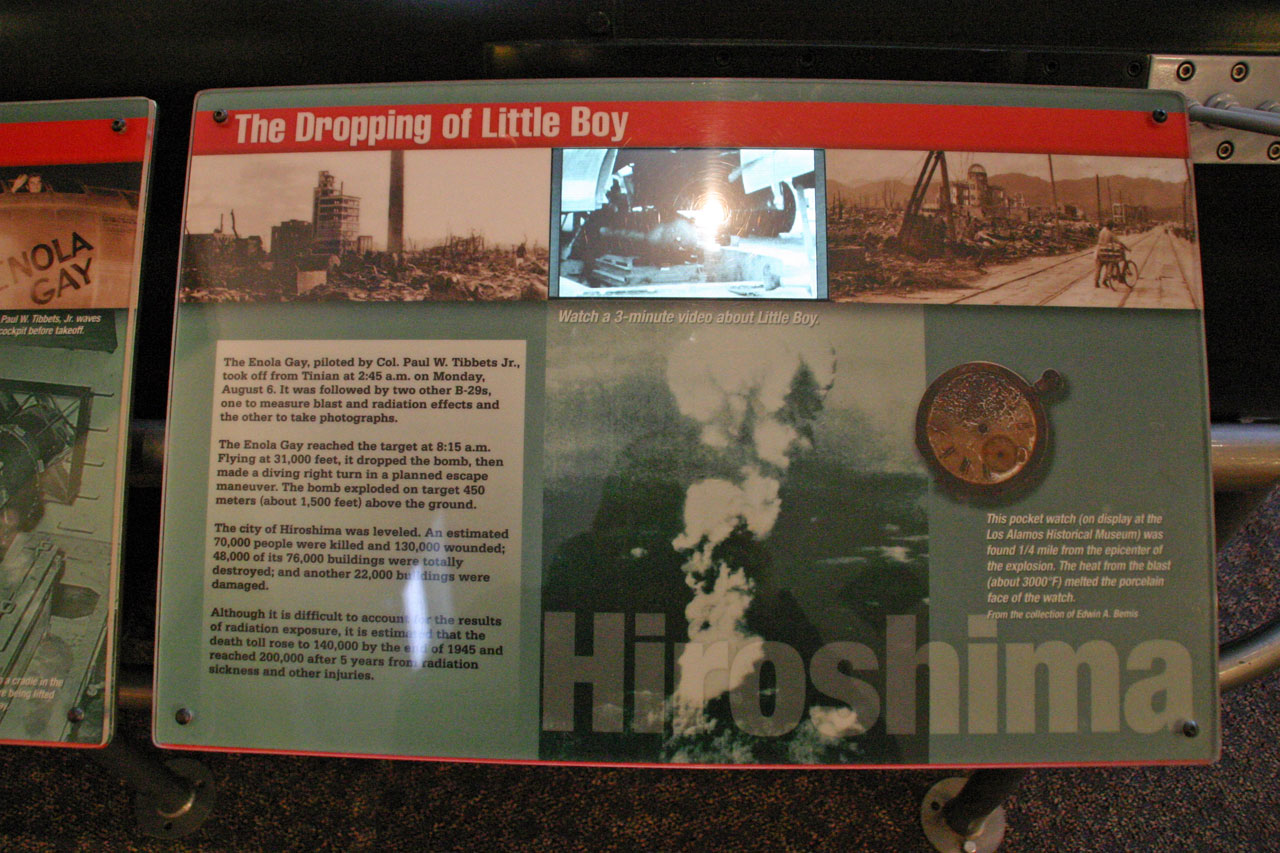 The Dropping of Little Boy
ENOLA
GAY
Paul W. Tibbets, Jr. waves
cockpit before takeoff.
a cradle in the
being lifted
Watch a 3-minute video about Little Boy.
The Enola Gay, piloted by Col. Paul W. Tibbets Jr.,
took off from Tinian at 2:45 a.m. on Monday,
August 6. It was followed by two other B-29s,
one to measure blast and radiation effects and
the other to take photographs.
The Enola Gay reached the target at 8:15 a.m.
Flying at 31,000 feet, it dropped the bomb, then
made a diving right turn in a planned escape
maneuver. The bomb exploded on target 450
meters (about 1,500 feet) above the ground.
The city of Hiroshima was leveled. An estimated
70,000 people were killed and 130,000 wounded;
48,000 of its 76,000 buildings were totally
destroyed; and another 22,000 buildings were
damaged.
Although it is difficult to account for the results
of radiation exposure, it is estimated that the
death toll rose to 140,000 by the end of 1945 and
reached 200,000 after 5 years from radiation
sickness and other injuries.
This pocket watch (on display at the
Los Alamos Historical Museum) was
found 1/4 mile from the epicenter of
the explosion. The heat from the blast
(about 3000°F) melted the porcelain
face of the watch.
From the collection of Edwin A. Bemis
Hiroshima